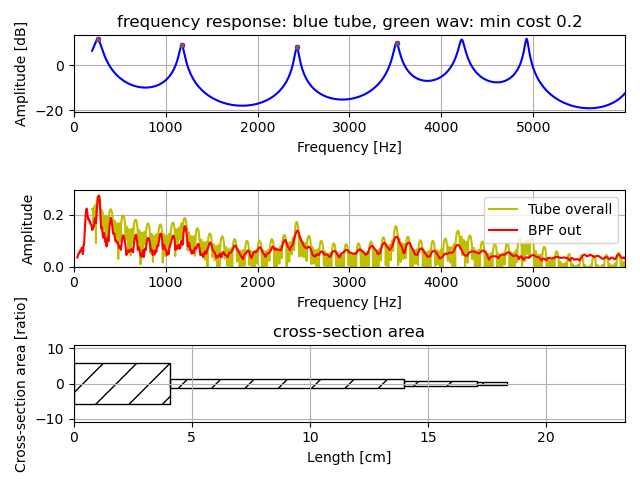 frequency response: blue tube, green wav: min cost 0.2
Amplitude [dB]
0
−20
0 1000 2000 3000 4000 5000
Frequency [Hz]
Amplitude
0.2
0.0
Tube overall
BPF out
0 1000 2000 3000 4000 5000
Frequency [Hz]
cross-section area
Cross-section area [ratio]
10
0
−10
0 5 10 15 20
Length [cm]